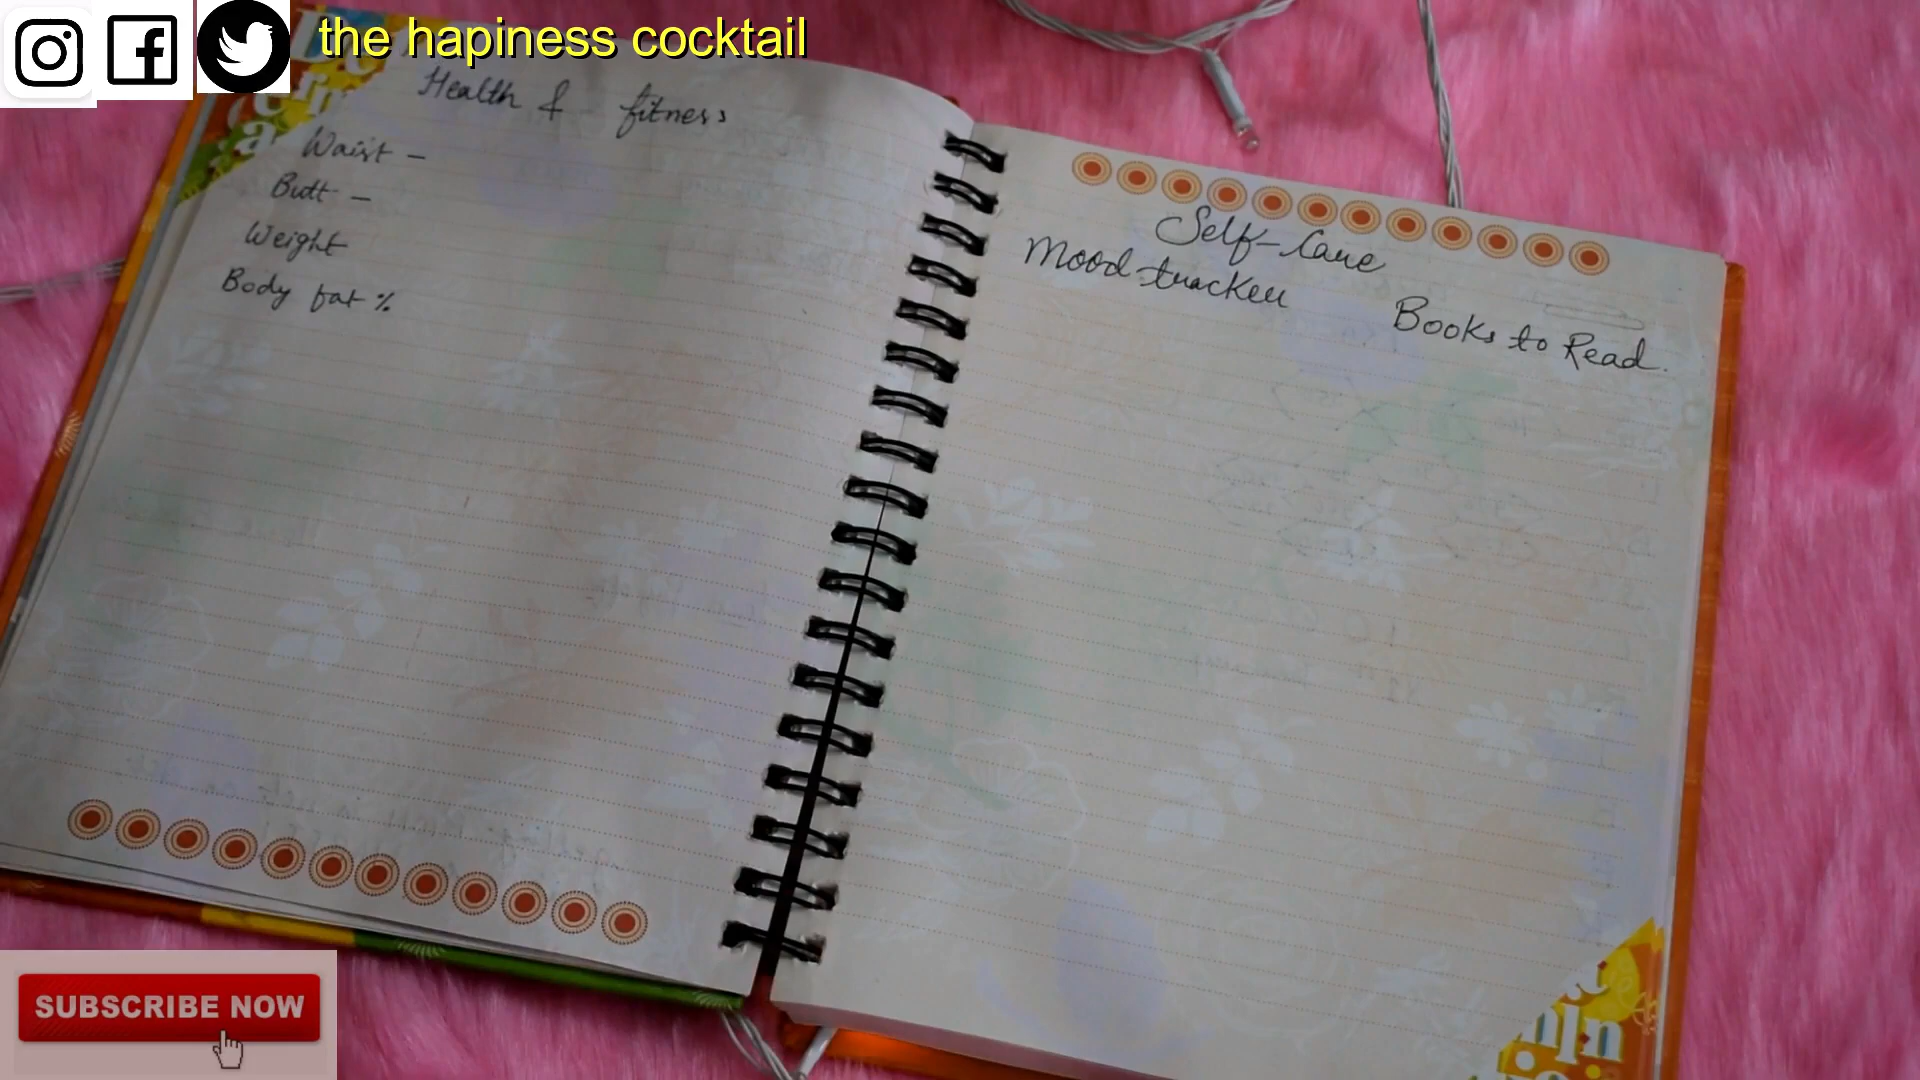 the hapiness cocktail
Health & fitness
Waist –
Butt –
Weight
Body fat %
Self-Care
Mood tracker
Books to Read.
SUBSCRIBE NOW